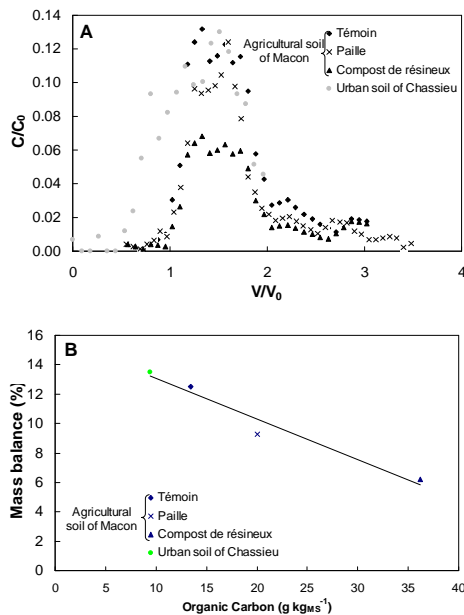 A
0.14
0.12
0.10
0.08
0.06
0.04
0.02
0.00
C/C0
0
1
2
3
4
V/V0
Agricultural soil of Macon
Témoin
Paille
Compost de résineux
Urban soil of Chassieu
B
16
14
12
10
8
6
4
2
0
Mass balance (%)
Agricultural soil of Macon
Témoin
Paille
Compost de résineux
Urban soil of Chassieu
0
5
10
15
20
25
30
35
40
Organic Carbon (g kgMS-1)